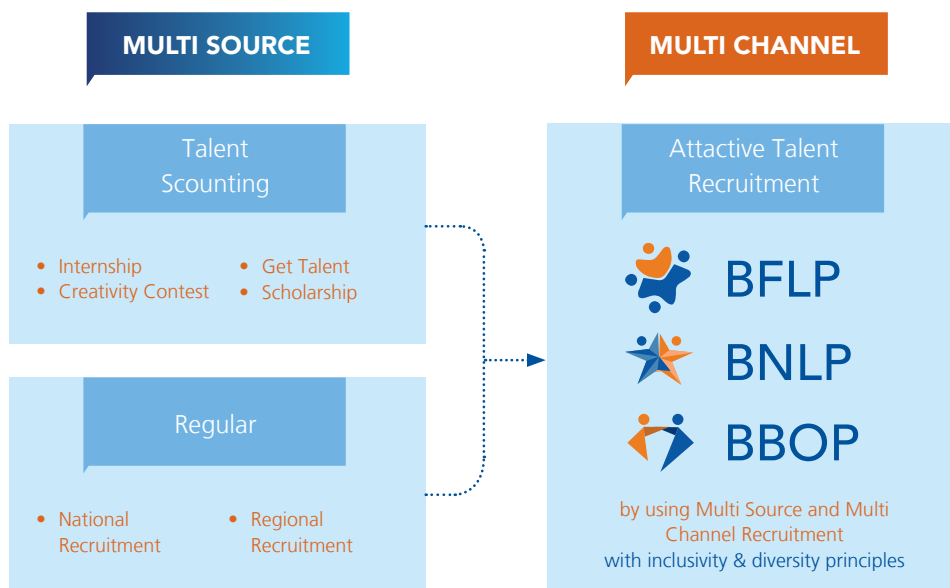 MULTI SOURCE
Talent
Scounting
• Internship
• Creativity Contest
• Get Talent
• Scholarship
Regular
• National
Recruitment
• Regional
Recruitment
MULTI CHANNEL
Attactive Talent
Recruitment
BFLP
BNLP
BBOP
by using Multi Source and Multi
Channel Recruitment
with inclusivity & diversity principles